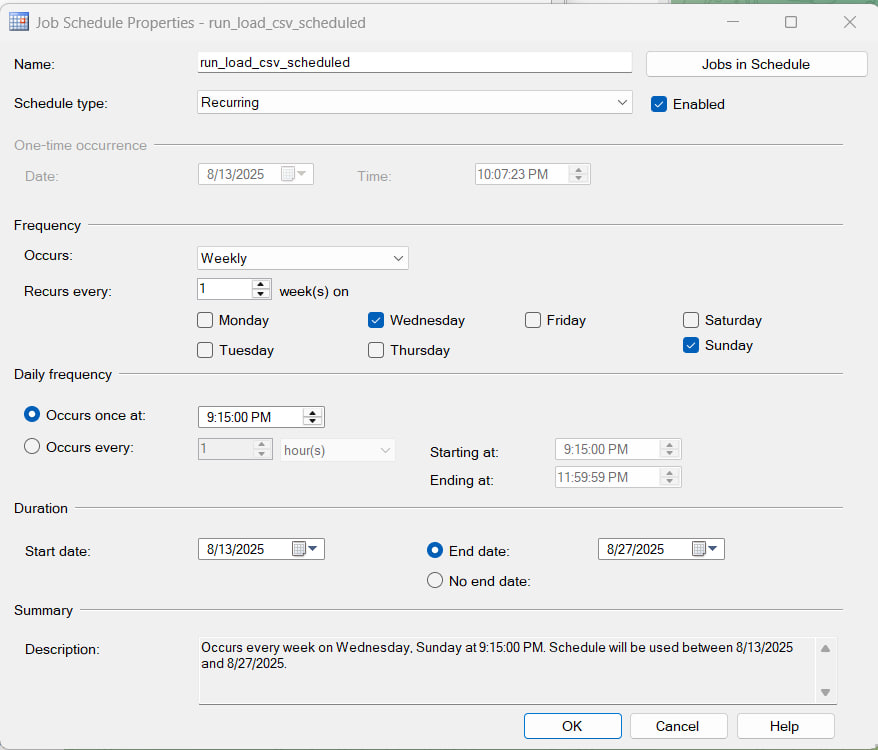 Job Schedule Properties - run_load_csv_scheduled
Name: run_load_csv_scheduled Jobs in Schedule
Schedule type: Recurring Enabled
One-time occurrence
Date: 8/13/2025 Time: 10:07:23 PM
Frequency
Occurs: Weekly
Recurs every: 1 week(s) on
Monday Wednesday Friday Saturday
Tuesday Thursday Sunday
Daily frequency
Occurs once at: 9:15:00 PM
Occurs every: 1 hour(s) Starting at: 9:15:00 PM
Ending at: 11:59:59 PM
Duration
Start date: 8/13/2025 End date: 8/27/2025
No end date:
Summary
Description: Occurs every week on Wednesday, Sunday at 9:15:00 PM. Schedule will be used between 8/13/2025
and 8/27/2025.
OK Cancel Help